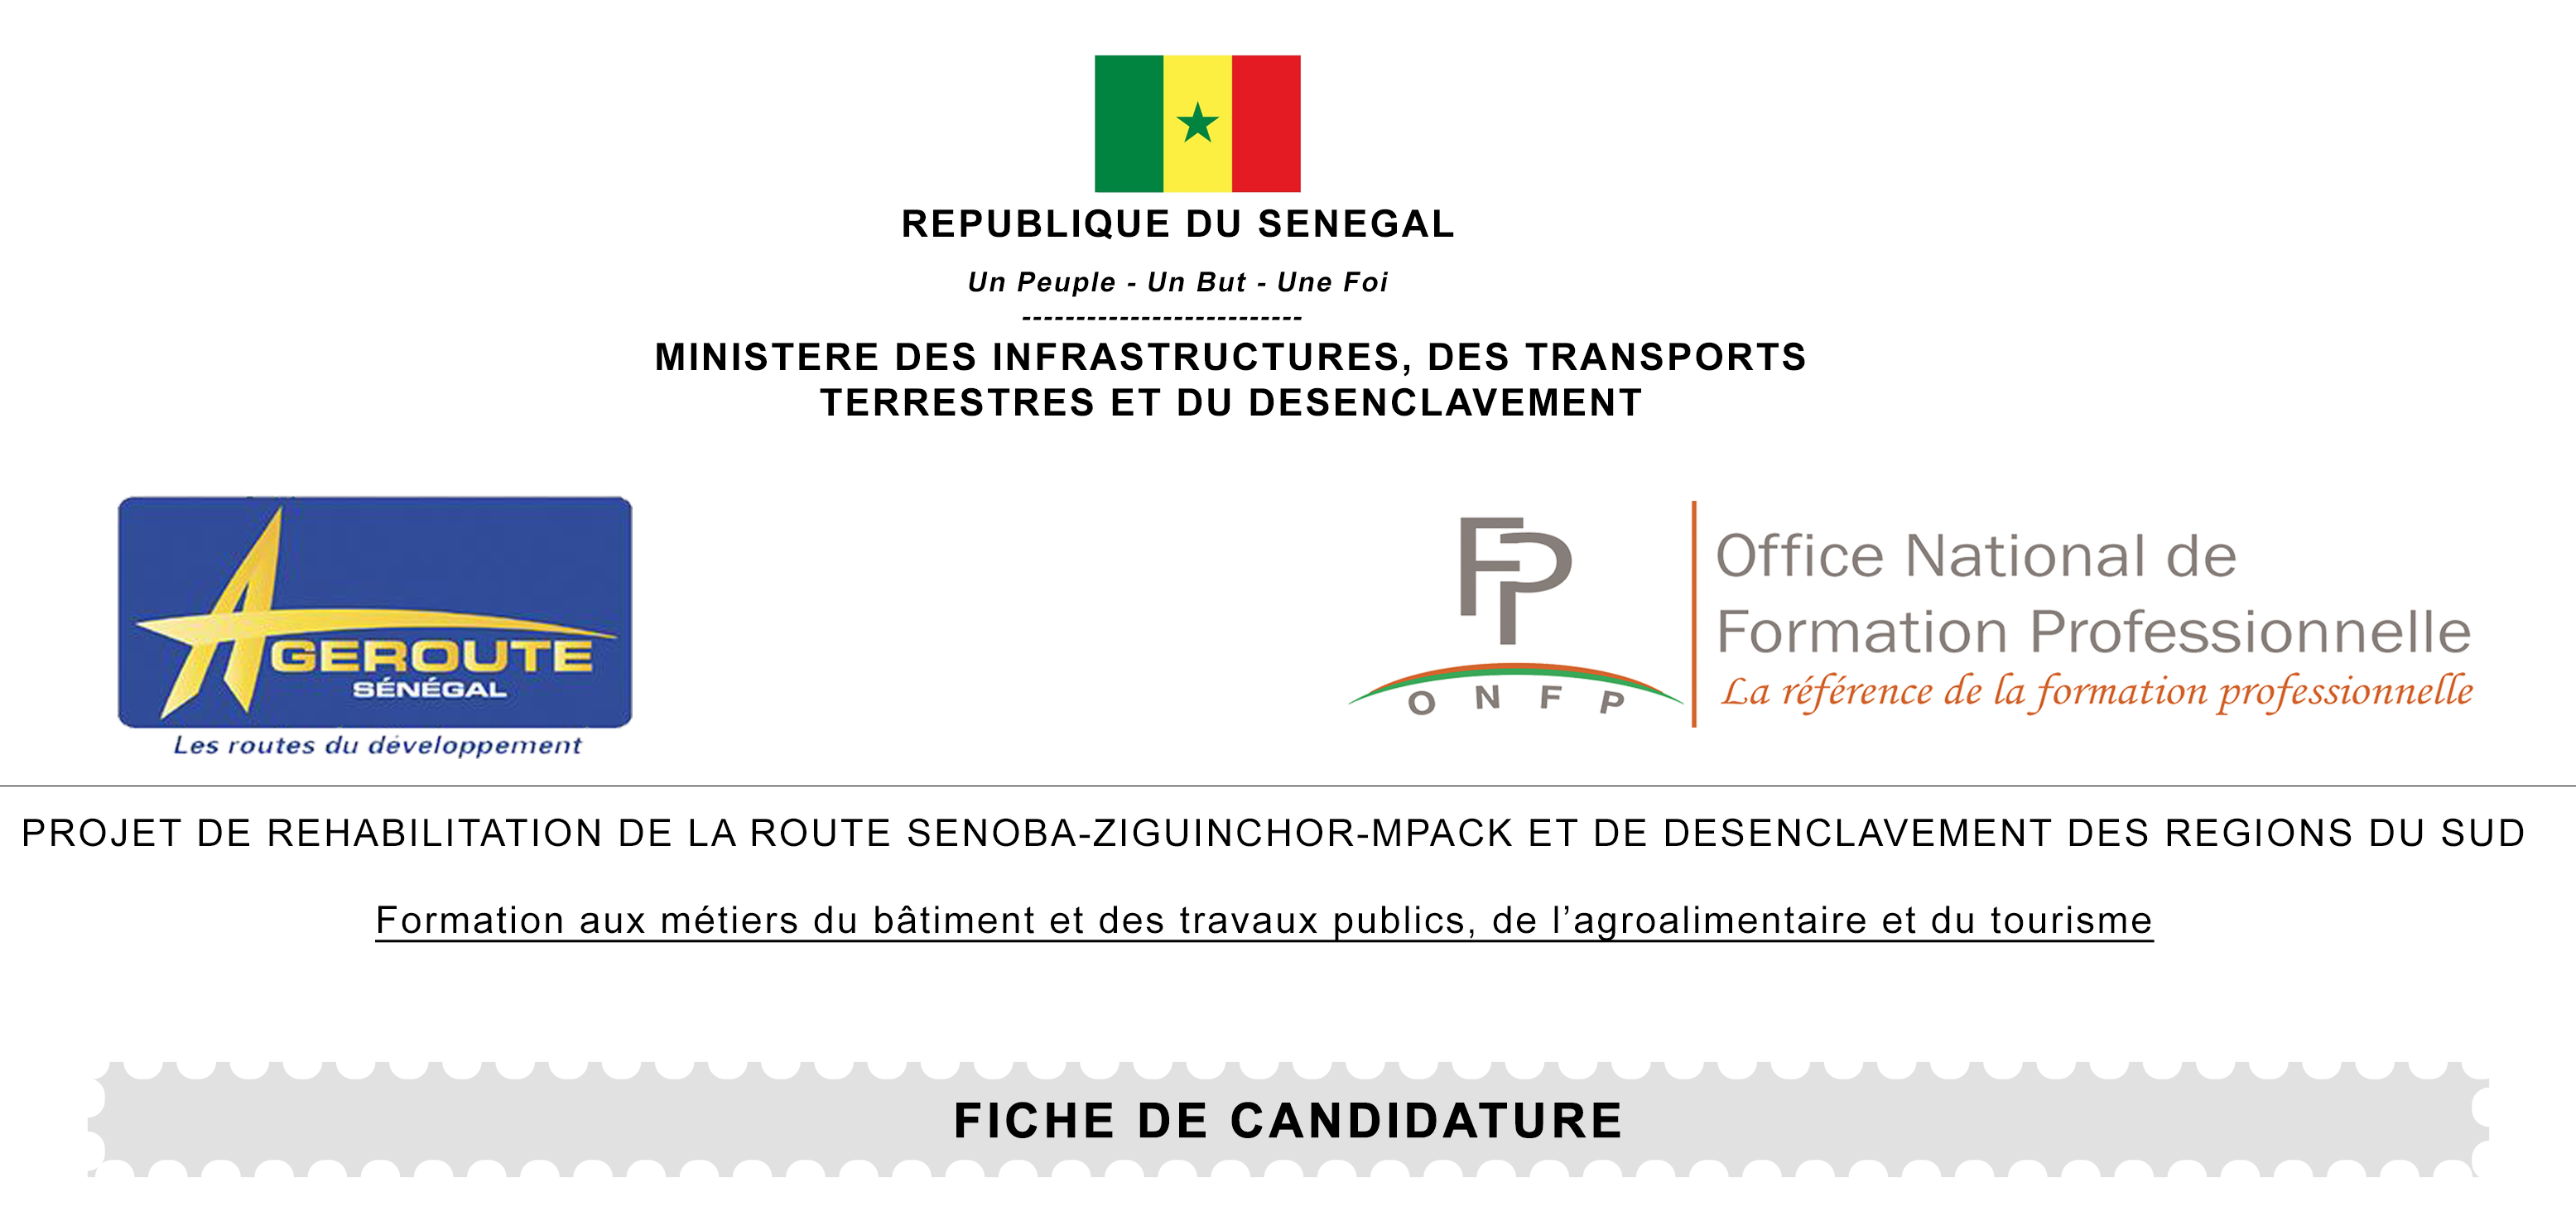 REPUBLIQUE DU SENEGAL
Un Peuple - Un But - Une Foi
--------------------------
MINISTERE DES INFRASTRUCTURES, DES TRANSPORTS
TERRESTRES ET DU DESENCLAVEMENT
AGEROUTE
SÉNÉGAL
Les routes du développement
FP
O N F P
Office National de
Formation Professionnelle
La référence de la formation professionnelle
PROJET DE REHABILITATION DE LA ROUTE SENOBA-ZIGUINCHOR-MPACK ET DE DESENCLAVEMENT DES REGIONS DU SUD
Formation aux métiers du bâtiment et des travaux publics, de l’agroalimentaire et du tourisme
FICHE DE CANDIDATURE